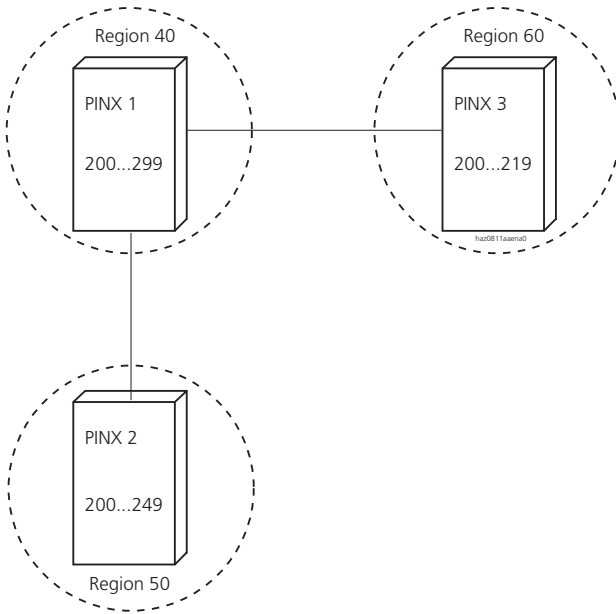 Region 40
PINX 1
200...299
Region 60
PINX 3
200...219
haz0811aaena0
PINX 2
200...249
Region 50